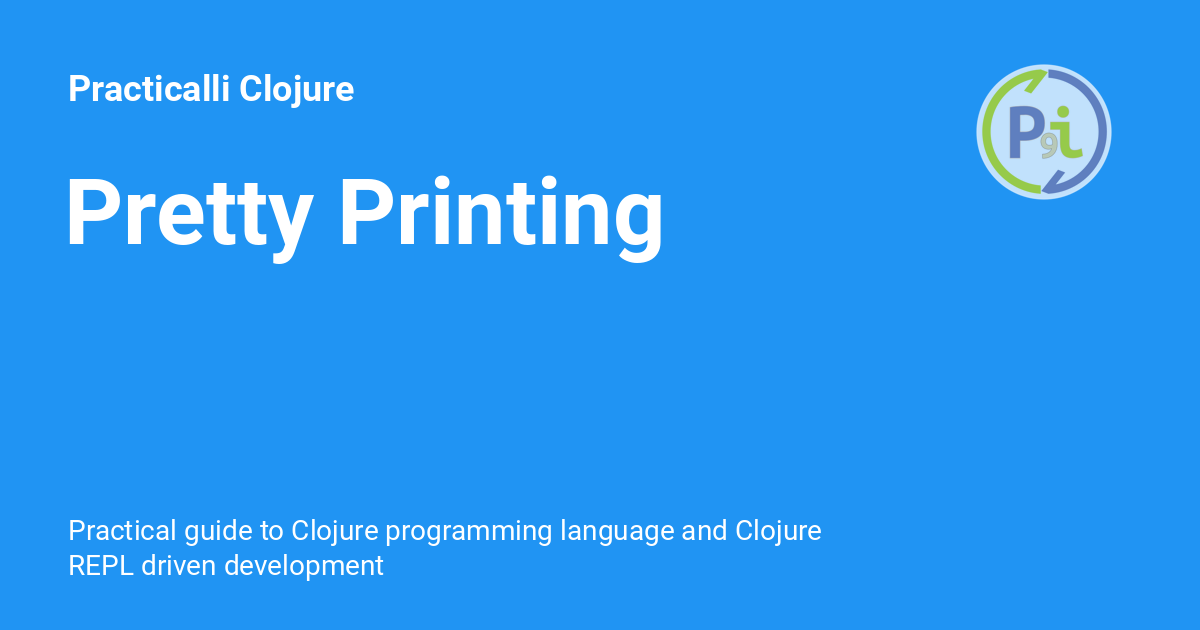 Practicalli Clojure
P9i
Pretty Printing
Practical guide to Clojure programming language and Clojure
REPL driven development